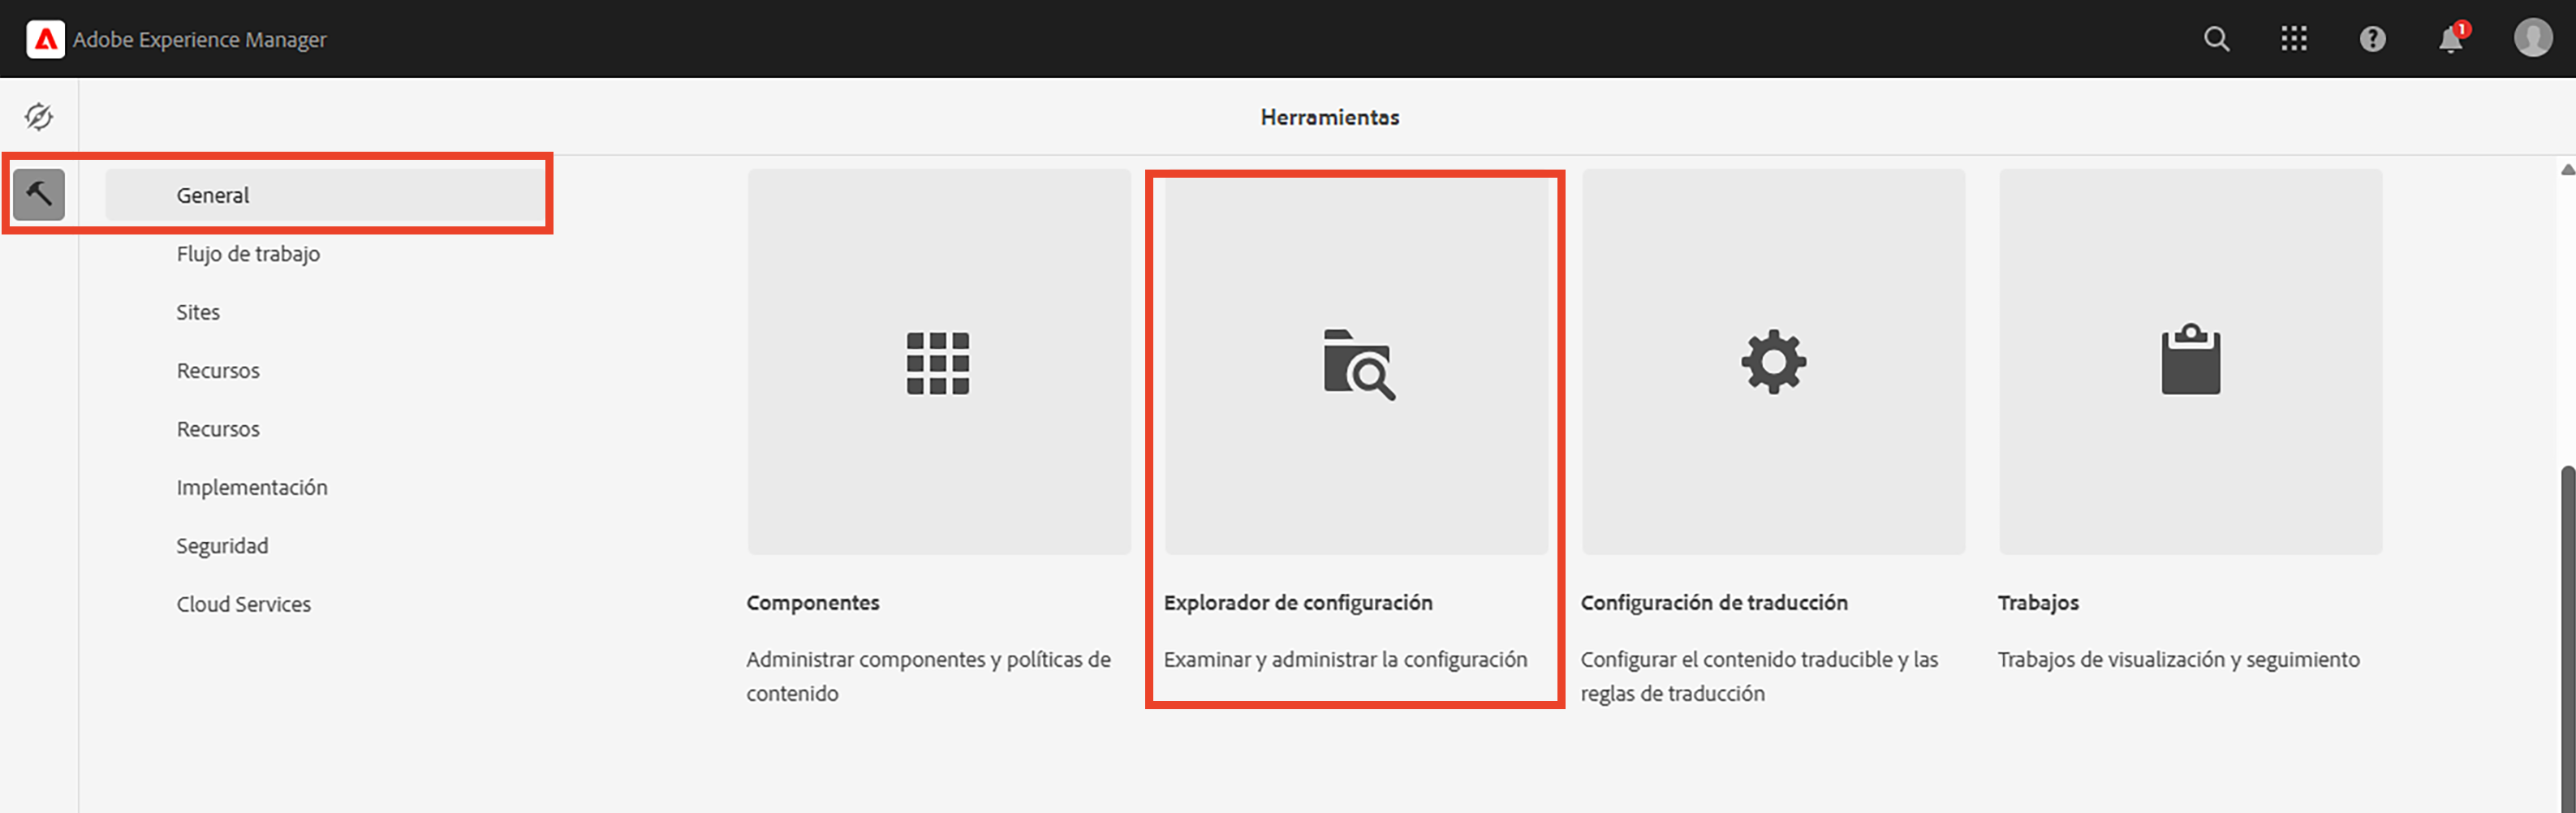 Adobe Experience Manager
1
Herramientas
General
Flujo de trabajo
Sites
Recursos
Recursos
Implementación
Seguridad
Cloud Services
Componentes
Administrar componentes y políticas de
contenido
Explorador de configuración
Examinar y administrar la configuración
Configuración de traducción
Configurar el contenido traducible y las
reglas de traducción
Trabajos
Trabajos de visualización y seguimiento